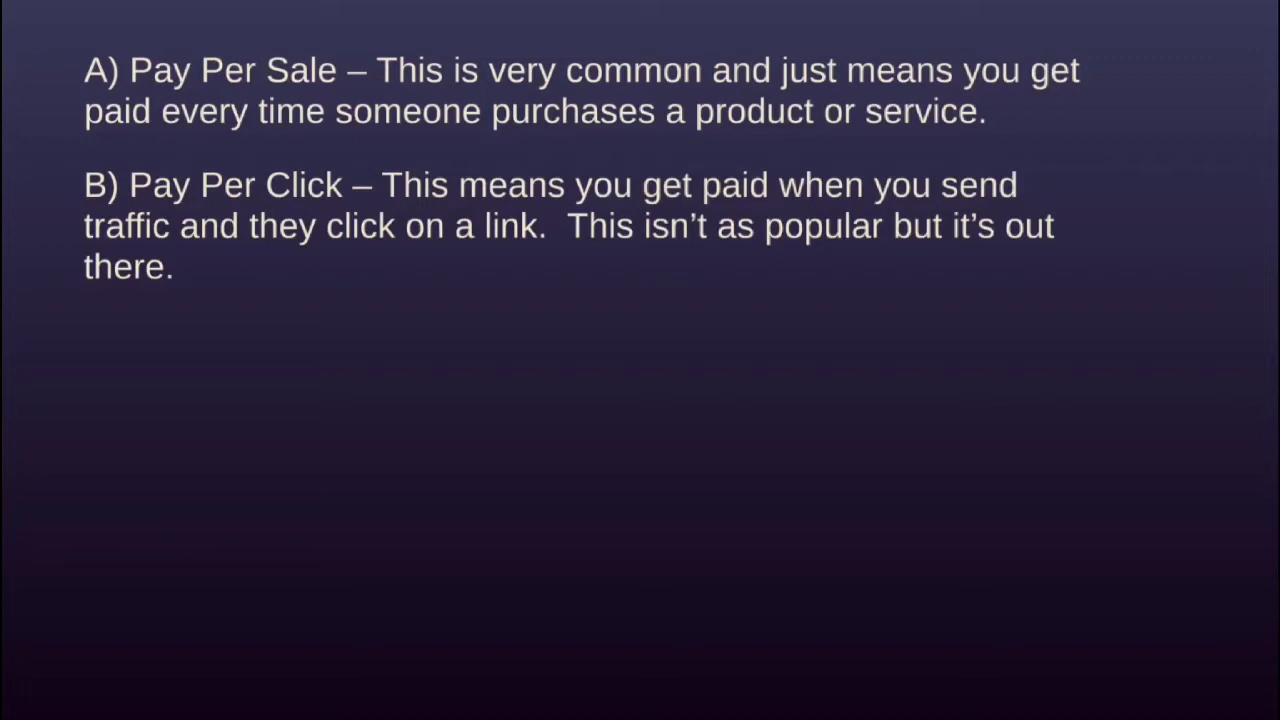 A) Pay Per Sale – This is very common and just means you get
paid every time someone purchases a product or service.
B) Pay Per Click – This means you get paid when you send
traffic and they click on a link.  This isn’t as popular but it’s out
there.